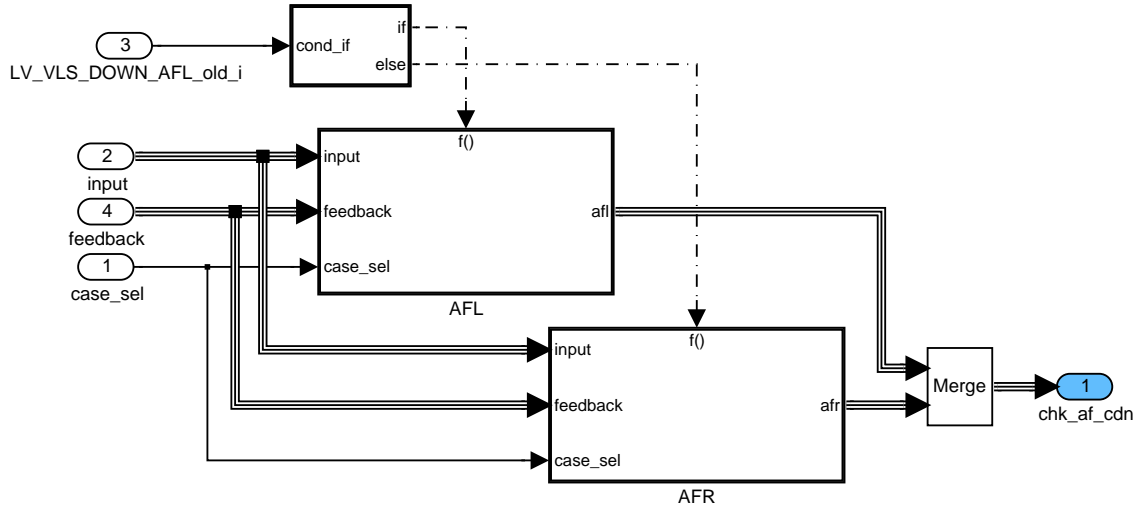 if
3
cond_if
else
LV_VLS_DOWN_AFL_old_i
f()
2
input
input
4
feedback
afl
feedback
1
case_sel
case_sel
AFL
f()
input
Merge
1
feedback
afr
chk_af_cdn
case_sel
AFR